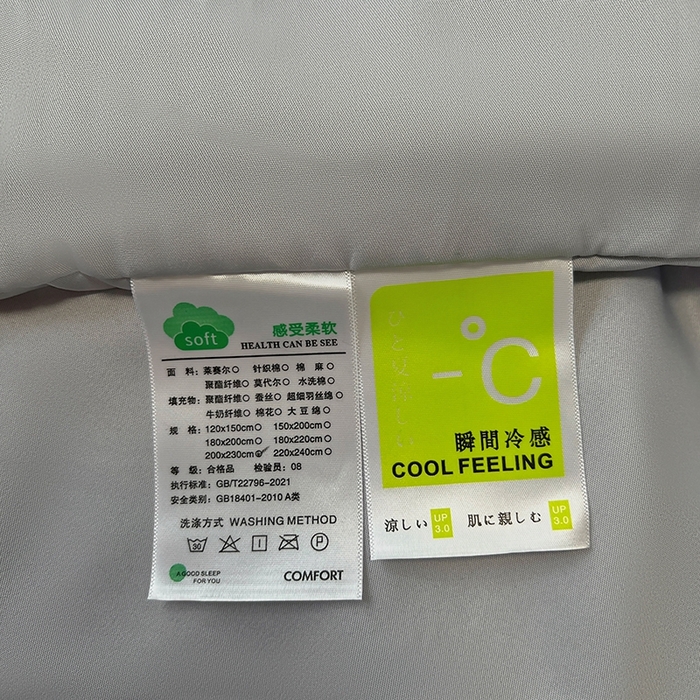 soft
感受柔软
HEALTH CAN BE SEE
面 料: 莱赛尔○ 针织棉○ 棉 麻○
聚酯纤维○ 莫代尔○ 水洗棉○
填充物: 聚酯纤维○ 蚕丝○ 超细羽丝绵○
牛奶纤维○ 棉花○ 大豆绵○
规 格: 120x150cm○ 150x200cm○
180x200cm○ 180x220cm○
200x230cm○✓ 220x240cm○
等 级: 合格品 检验员: 08
执行标准: GB/T22796-2021
安全类别: GB18401-2010 A类
洗涤方式 WASHING METHOD
30 P
A GOOD SLEEP
FOR YOU
COMFORT
-°C
瞬間冷感
COOL FEELING
涼しい UP 3.0 肌に親しむ UP 3.0